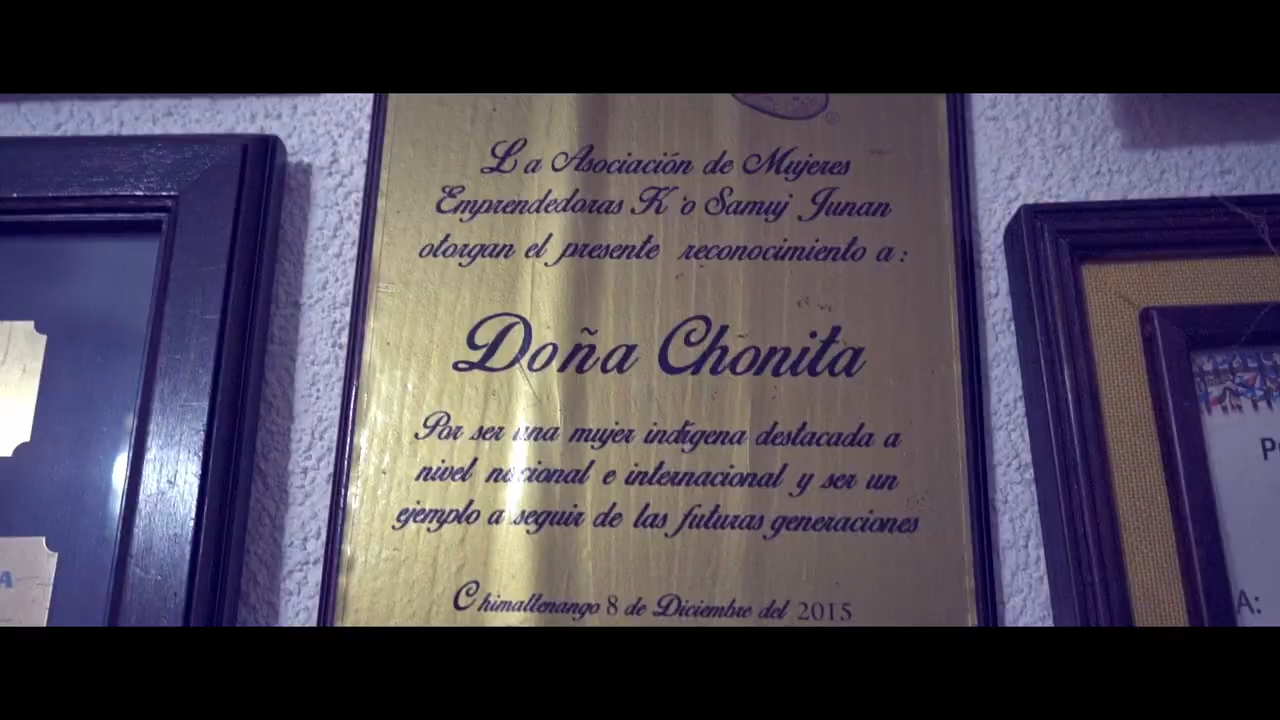 ®
La Asociación de Mujeres
Emprendedoras K'o Samuj Junan
otorgan el presente reconocimiento a:
Doña Chonita
Por ser una mujer indígena destacada a
nivel nacional e internacional y ser un
ejemplo a seguir de las futuras generaciones
Chimaltenango 8 de Diciembre del 2015
A
A: